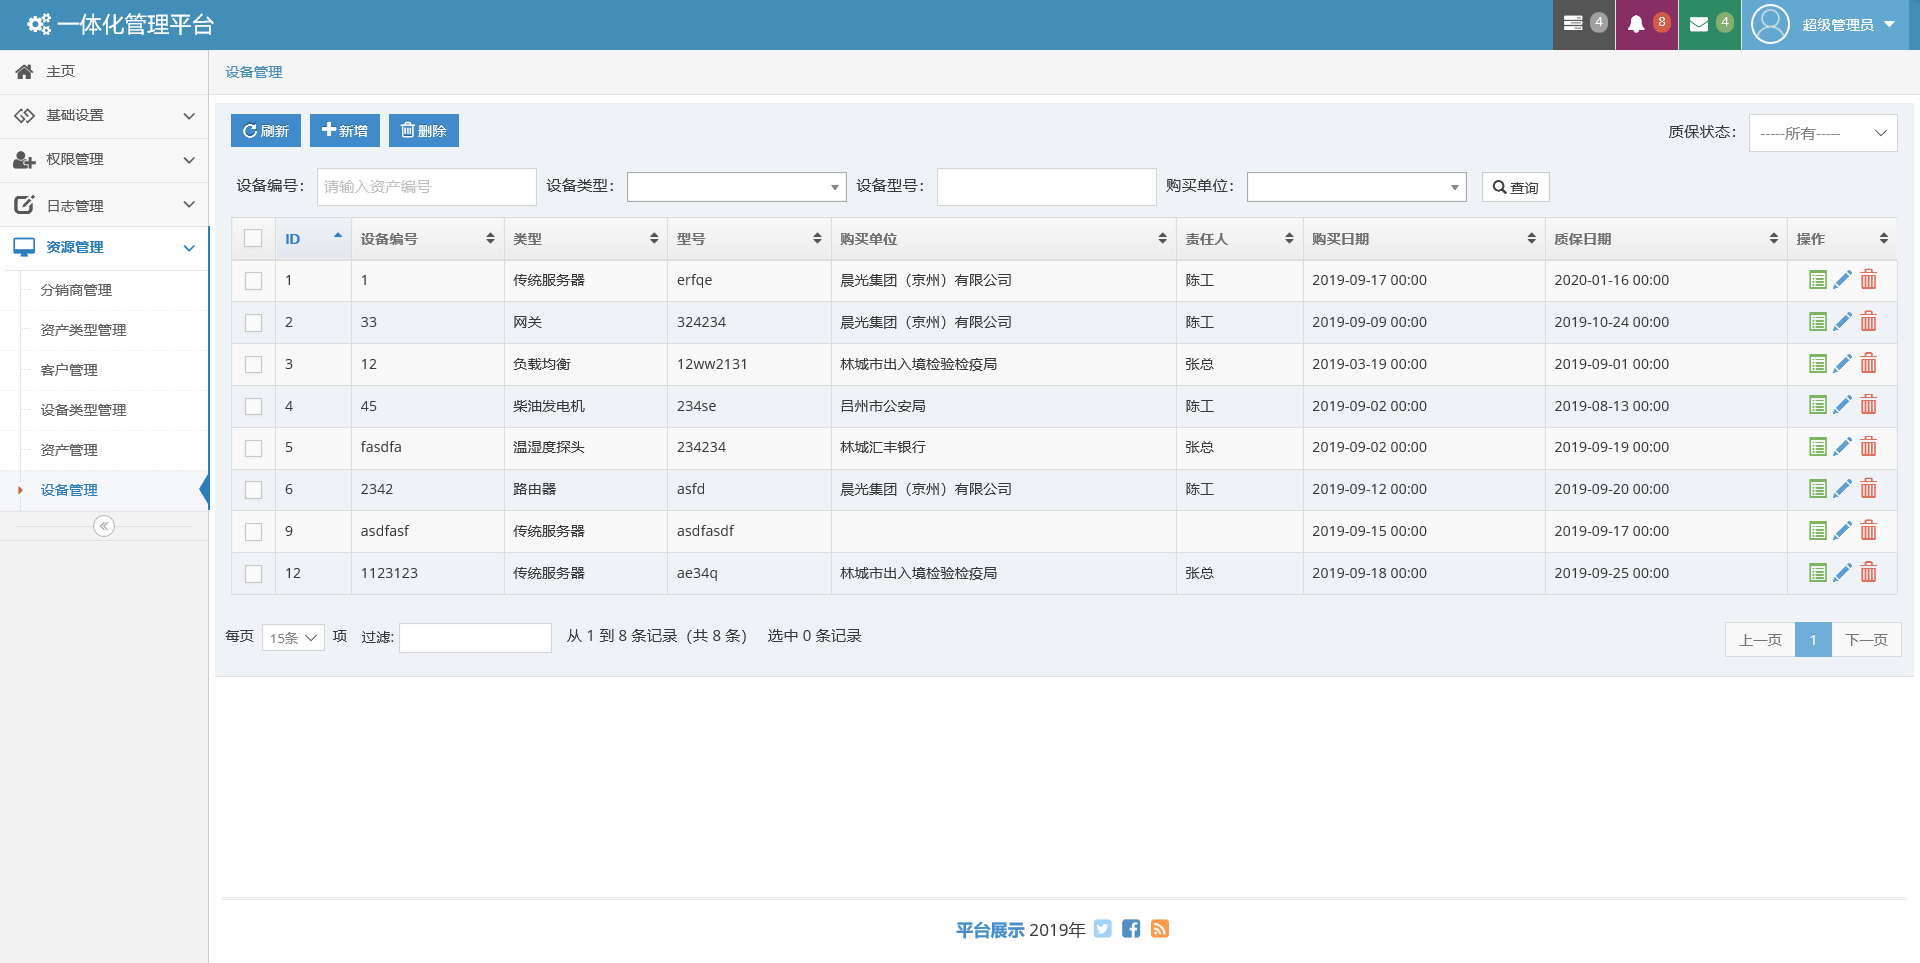 一体化管理平台
4
8
4
超级管理员
主页
基础设置
权限管理
日志管理
资源管理
分销商管理
资产类型管理
客户管理
设备类型管理
资产管理
设备管理
设备管理
刷新 新增 删除
质保状态： -----所有-----
设备编号： 请输入资产编号 设备类型： 设备型号： 购买单位： 查询
ID 设备编号 类型 型号 购买单位 责任人 购买日期 质保日期 操作
1 1 传统服务器 erfqe 晨光集团（京州）有限公司 陈工 2019-09-17 00:00 2020-01-16 00:00
2 33 网关 324234 晨光集团（京州）有限公司 陈工 2019-09-09 00:00 2019-10-24 00:00
3 12 负载均衡 12ww2131 林城市出入境检验检疫局 张总 2019-03-19 00:00 2019-09-01 00:00
4 45 柴油发电机 234se 吕州市公安局 陈工 2019-09-02 00:00 2019-08-13 00:00
5 fasdfa 温湿度探头 234234 林城汇丰银行 张总 2019-09-02 00:00 2019-09-19 00:00
6 2342 路由器 asfd 晨光集团（京州）有限公司 陈工 2019-09-12 00:00 2019-09-20 00:00
9 asdfasf 传统服务器 asdfasdf 2019-09-15 00:00 2019-09-17 00:00
12 1123123 传统服务器 ae34q 林城市出入境检验检疫局 张总 2019-09-18 00:00 2019-09-25 00:00
每页 15条 项 过滤: 从 1 到 8 条记录（共 8 条） 选中 0 条记录
上一页 1 下一页
平台展示 2019年